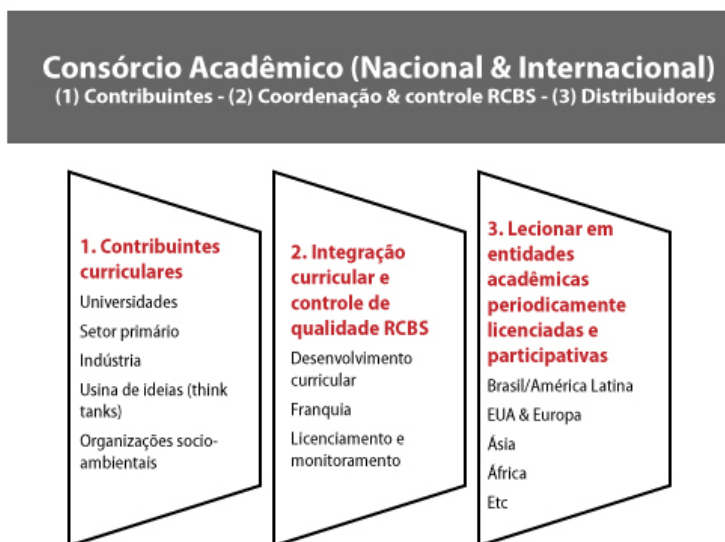 Consórcio Acadêmico (Nacional & Internacional)
(1) Contribuintes - (2) Coordenação & controle RCBS - (3) Distribuidores
1. Contribuintes
curriculares
Universidades
Setor primário
Indústria
Usina de ideias (think
tanks)
Organizações socio-
ambientais
2. Integração
curricular e
controle de
qualidade RCBS
Desenvolvimento
curricular
Franquia
Licenciamento e
monitoramento
3. Lecionar em
entidades
acadêmicas
periodicamente
licenciadas e
participativas
Brasil/América Latina
EUA & Europa
Ásia
África
Etc